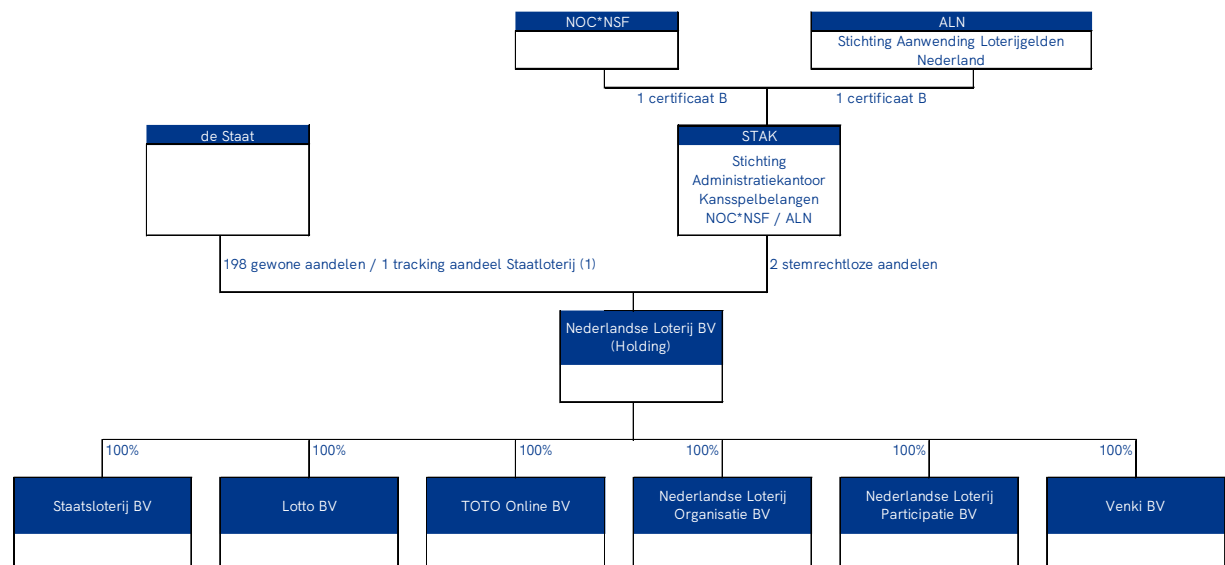 NOC*NSF
ALN
Stichting Aanwending Loterijgelden
Nederland
1 certificaat B
1 certificaat B
de Staat
STAK
Stichting
Administratiekantoor
Kansspelbelangen
NOC*NSF / ALN
198 gewone aandelen / 1 tracking aandeel Staatloterij (1)
2 stemrechtloze aandelen
Nederlandse Loterij BV
(Holding)
100%
100%
100%
100%
100%
100%
Staatsloterij BV
Lotto BV
TOTO Online BV
Nederlandse Loterij
Organisatie BV
Nederlandse Loterij
Participatie BV
Venki BV